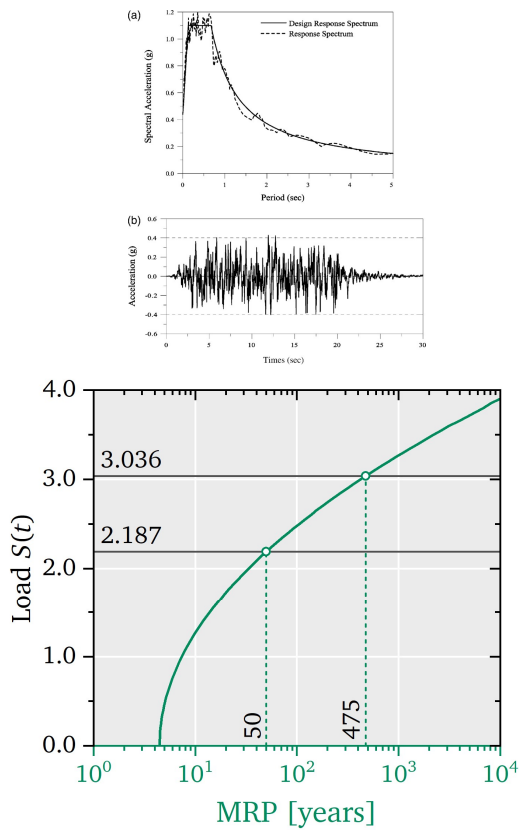 (a)
1.2
1.0
0.8
0.6
0.4
0.2
0.0
Spectral Acceleration (g)
Design Response Spectrum
Response Spectrum
0 1 2 3 4 5
Period (sec)
(b)
0.6
0.4
0.2
0.0
-0.2
-0.4
-0.6
Acceleration (g)
0 5 10 15 20 25 30
Times (sec)
4.0
3.0
2.0
1.0
0.0
Load S(t)
3.036
2.187
50
475
10⁰ 10¹ 10² 10³ 10⁴
MRP [years]